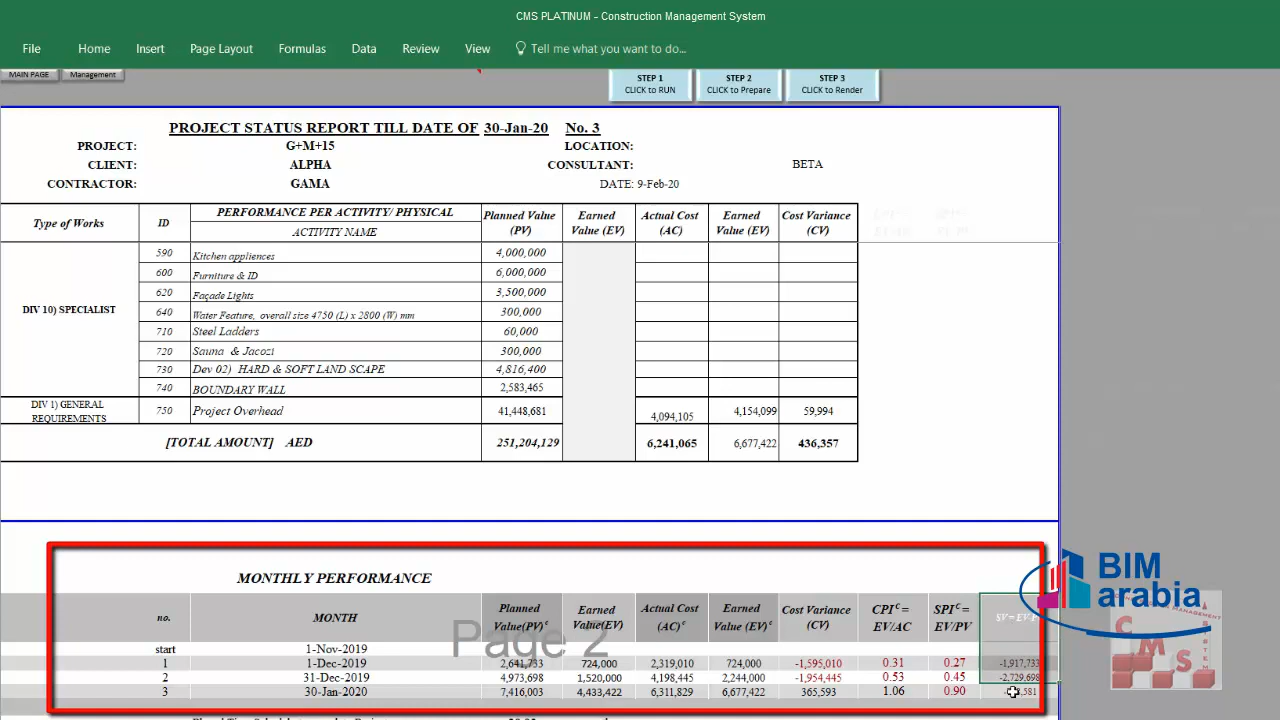 CMS PLATINUM - Construction Management System
File Home Insert Page Layout Formulas Data Review View Tell me what you want to do...
MAIN PAGE Management
STEP 1 STEP 2 STEP 3
CLICK to RUN CLICK to Prepare CLICK to Render
PROJECT STATUS REPORT TILL DATE OF 30-Jan-20 No. 3
PROJECT: G+M+15 LOCATION:
CLIENT: ALPHA CONSULTANT: BETA
CONTRACTOR: GAMA DATE: 9-Feb-20
Type of Works ID PERFORMANCE PER ACTIVITY/ PHYSICAL Planned Value Earned Actual Cost Earned Cost Variance
ACTIVITY NAME (PV) Value (EV) (AC) Value (EV) (CV)
590 Kitchen appliences 4,000,000
600 Furniture & ID 6,000,000
620 Façade Lights 3,500,000
DIV 10) SPECIALIST 640 Water Feature, overall size 4750 (L) x 2800 (W) mm 300,000
710 Steel Ladders 60,000
720 Sauna & Jacozi 300,000
730 Dev 02) HARD & SOFT LAND SCAPE 4,816,400
740 BOUNDARY WALL 2,583,465
DIV 1) GENERAL REQUIREMENTS 750 Project Overhead 41,448,681 4,094,105 4,154,099 59,994
[TOTAL AMOUNT] AED 251,204,129 6,241,065 6,677,422 436,357
MONTHLY PERFORMANCE
no. MONTH Planned Earned Actual Cost Earned Cost Variance CPIᶜ= SPIᶜ= SV = EV-
Value(PV)ᶜ Value(EV) (AC)ᶜ Value (EV)ᶜ (CV) EV/AC EV/PV
Page 2
start 1-Nov-2019
1 1-Dec-2019 2,641,733 724,000 2,319,010 724,000 -1,595,010 0.31 0.27 -1,917,733
2 31-Dec-2019 4,973,698 1,520,000 4,198,445 2,244,000 -1,954,445 0.53 0.45 -2,729,698
3 30-Jan-2020 7,416,003 4,433,422 6,311,829 6,677,422 365,593 1.06 0.90
BIM
arabia
CMS